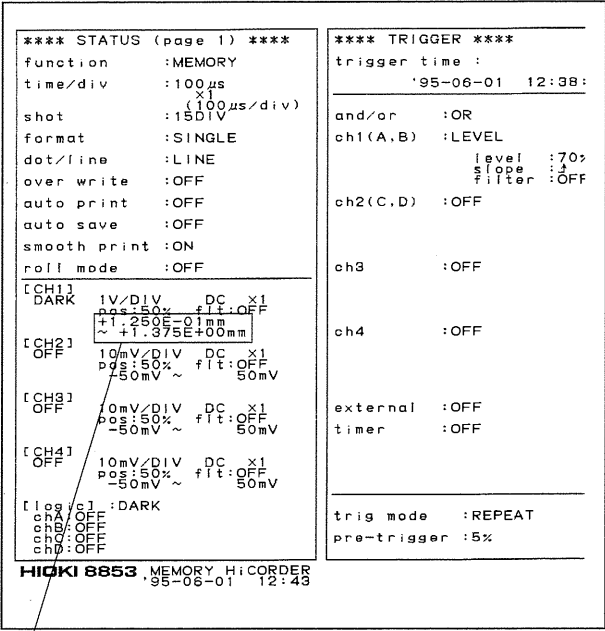 **** STATUS (page 1) ****
function :MEMORY
time/div :100µs
x1
(100µs/div)
shot :15DIV
format :SINGLE
dot/line :LINE
over write :OFF
auto print :OFF
auto save :OFF
smooth print :ON
roll mode :OFF
[CH1]
DARK 1V/DIV DC x1
pos:50% flt:OFF
+1.250E-01mm
~ +1.375E+00mm
[CH2]
OFF 10mV/DIV DC x1
pos:50% flt:OFF
-50mV ~ 50mV
[CH3]
OFF 10mV/DIV DC x1
pos:50% flt:OFF
-50mV ~ 50mV
[CH4]
OFF 10mV/DIV DC x1
pos:50% flt:OFF
-50mV ~ 50mV
[logic] :DARK
chA:OFF
chB:OFF
chC:OFF
chD:OFF
HIOKI 8853 MEMORY HiCORDER
'95-06-01 12:43
**** TRIGGER ****
trigger time :
'95-06-01 12:38:
and/or :OR
ch1(A,B) :LEVEL
level :70%
slope :↑
filter :OFF
ch2(C,D) :OFF
ch3 :OFF
ch4 :OFF
external :OFF
timer :OFF
trig mode :REPEAT
pre-trigger :5%